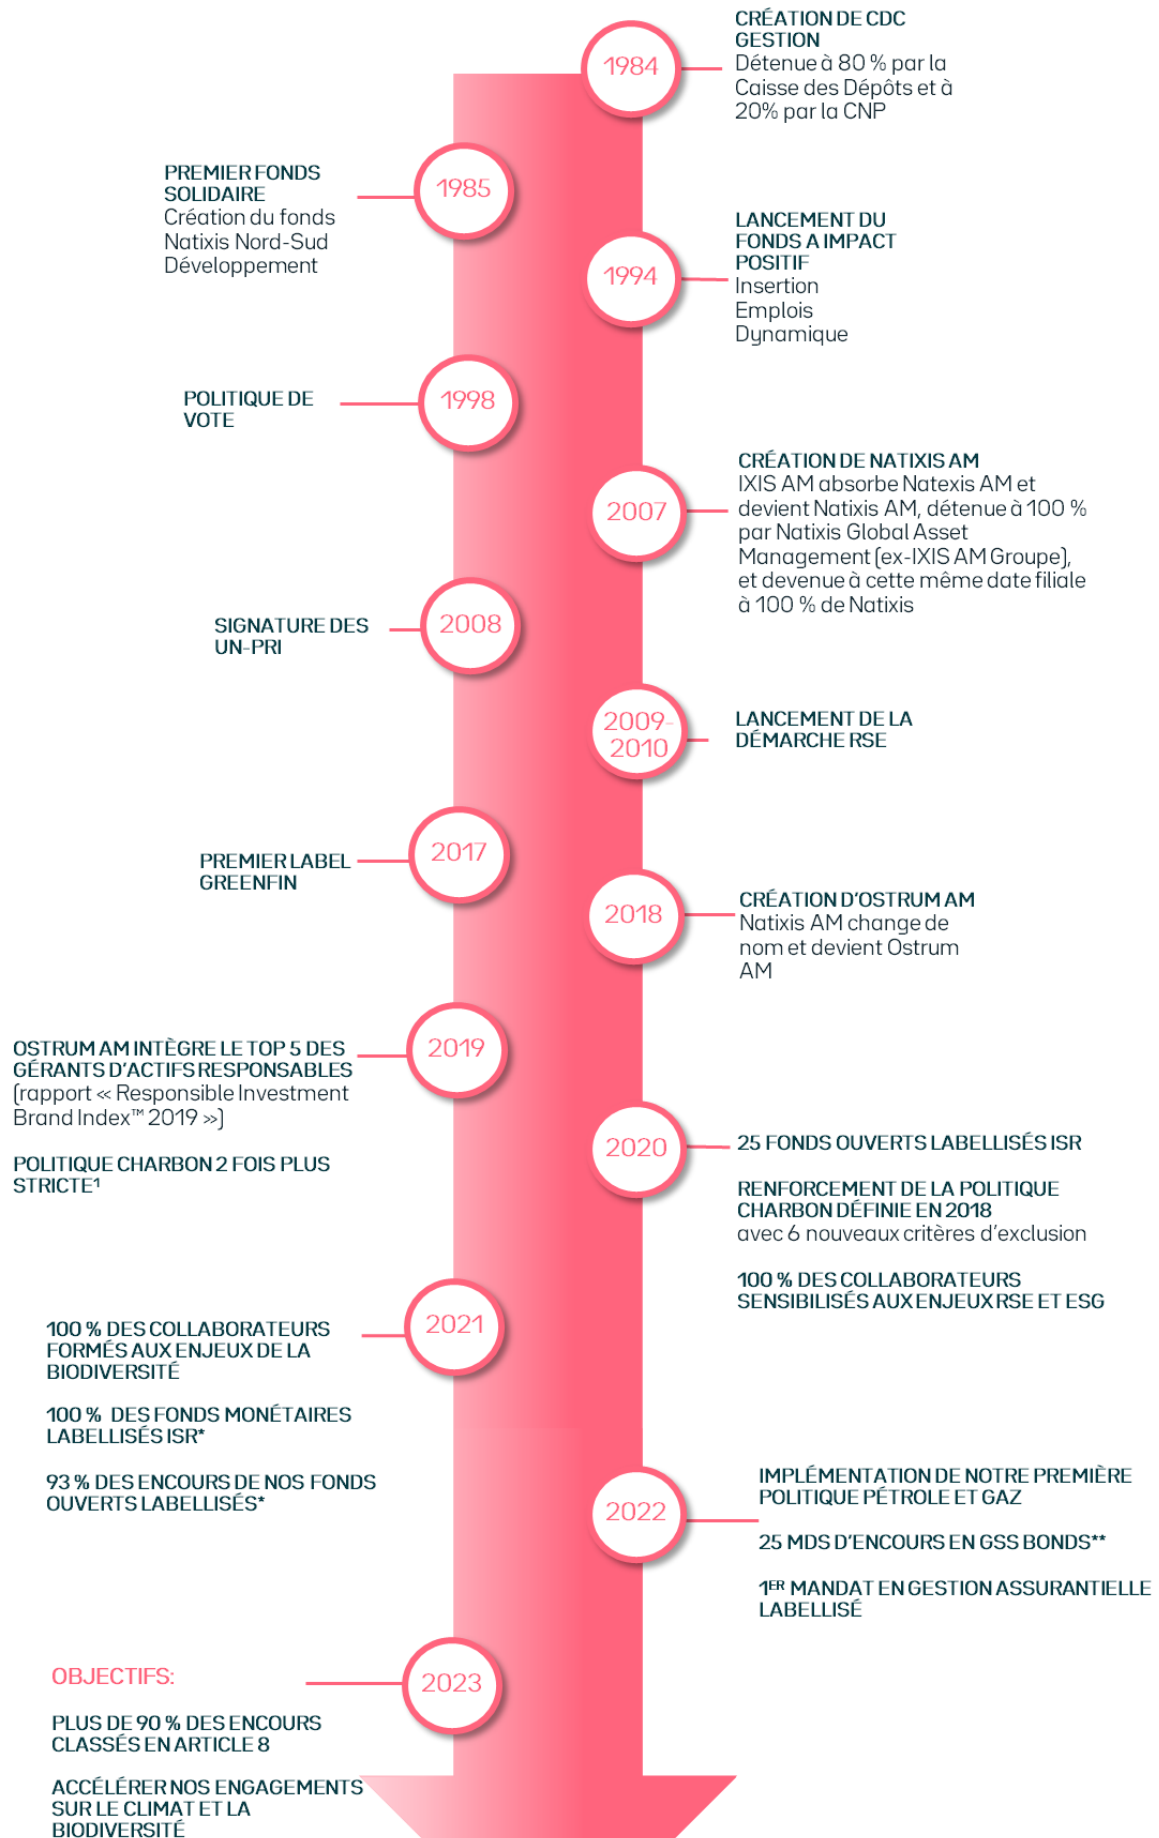 1984
CRÉATION DE CDC
GESTION
Détenue à 80 % par la
Caisse des Dépôts et à
20% par la CNP
1985
PREMIER FONDS
SOLIDAIRE
Création du fonds
Natixis Nord-Sud
Développement
1994
LANCEMENT DU
FONDS A IMPACT
POSITIF
Insertion
Emplois
Dynamique
1998
POLITIQUE DE
VOTE
2007
CRÉATION DE NATIXIS AM
IXIS AM absorbe Natexis AM et
devient Natixis AM, détenue à 100 %
par Natixis Global Asset
Management (ex-IXIS AM Groupe),
et devenue à cette même date filiale
à 100 % de Natixis
2008
SIGNATURE DES
UN-PRI
2009-
2010
LANCEMENT DE LA
DÉMARCHE RSE
2017
PREMIER LABEL
GREENFIN
2018
CRÉATION D'OSTRUM AM
Natixis AM change de
nom et devient Ostrum
AM
2019
OSTRUM AM INTÈGRE LE TOP 5 DES
GÉRANTS D'ACTIFS RESPONSABLES
(rapport « Responsible Investment
Brand Index™ 2019 »)
POLITIQUE CHARBON 2 FOIS PLUS
STRICTE¹
2020
25 FONDS OUVERTS LABELLISÉS ISR
RENFORCEMENT DE LA POLITIQUE
CHARBON DÉFINIE EN 2018
avec 6 nouveaux critères d'exclusion
100 % DES COLLABORATEURS
SENSIBILISÉS AUX ENJEUX RSE ET ESG
2021
100 % DES COLLABORATEURS
FORMÉS AUX ENJEUX DE LA
BIODIVERSITÉ
100 % DES FONDS MONÉTAIRES
LABELLISÉS ISR*
93 % DES ENCOURS DE NOS FONDS
OUVERTS LABELLISÉS*
2022
IMPLÉMENTATION DE NOTRE PREMIÈRE
POLITIQUE PÉTROLE ET GAZ
25 MDS D'ENCOURS EN GSS BONDS**
1ER MANDAT EN GESTION ASSURANTIELLE
LABELLISÉ
2023
OBJECTIFS:
PLUS DE 90 % DES ENCOURS
CLASSÉS EN ARTICLE 8
ACCÉLÉRER NOS ENGAGEMENTS
SUR LE CLIMAT ET LA
BIODIVERSITÉ